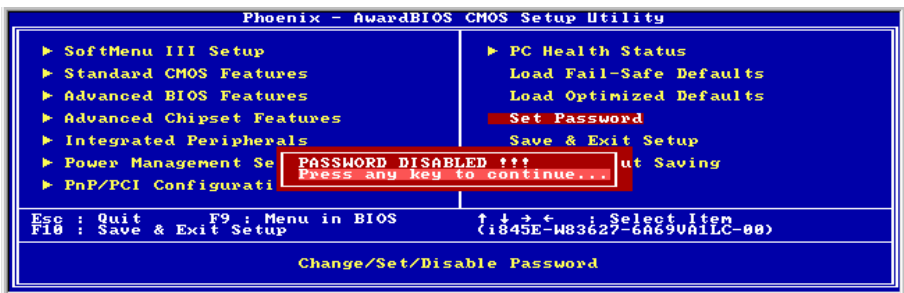 Phoenix - AwardBIOS CMOS Setup Utility
▶ SoftMenu III Setup
▶ Standard CMOS Features
▶ Advanced BIOS Features
▶ Advanced Chipset Features
▶ Integrated Peripherals
▶ Power Management Se
▶ PnP/PCI Configurati
▶ PC Health Status
Load Fail-Safe Defaults
Load Optimized Defaults
Set Password
Save & Exit Setup
ut Saving
PASSWORD DISABLED !!!
Press any key to continue...
Esc : Quit F9 : Menu in BIOS ↑ ↓ → ← : Select Item
F10 : Save & Exit Setup (i845E-W83627-6A69VA1LC-00)
Change/Set/Disable Password